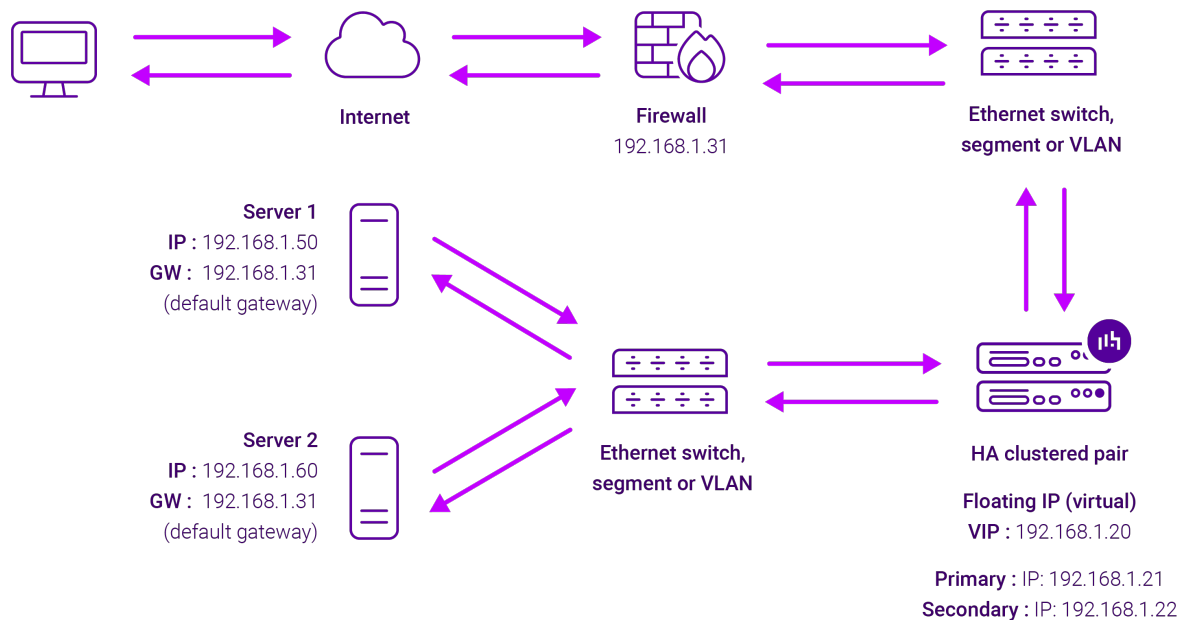 Internet
Firewall
192.168.1.31
Ethernet switch,
segment or VLAN
Server 1
IP : 192.168.1.50
GW : 192.168.1.31
(default gateway)
Server 2
IP : 192.168.1.60
GW : 192.168.1.31
(default gateway)
Ethernet switch,
segment or VLAN
HA clustered pair
Floating IP (virtual)
VIP : 192.168.1.20
Primary : IP: 192.168.1.21
Secondary : IP: 192.168.1.22